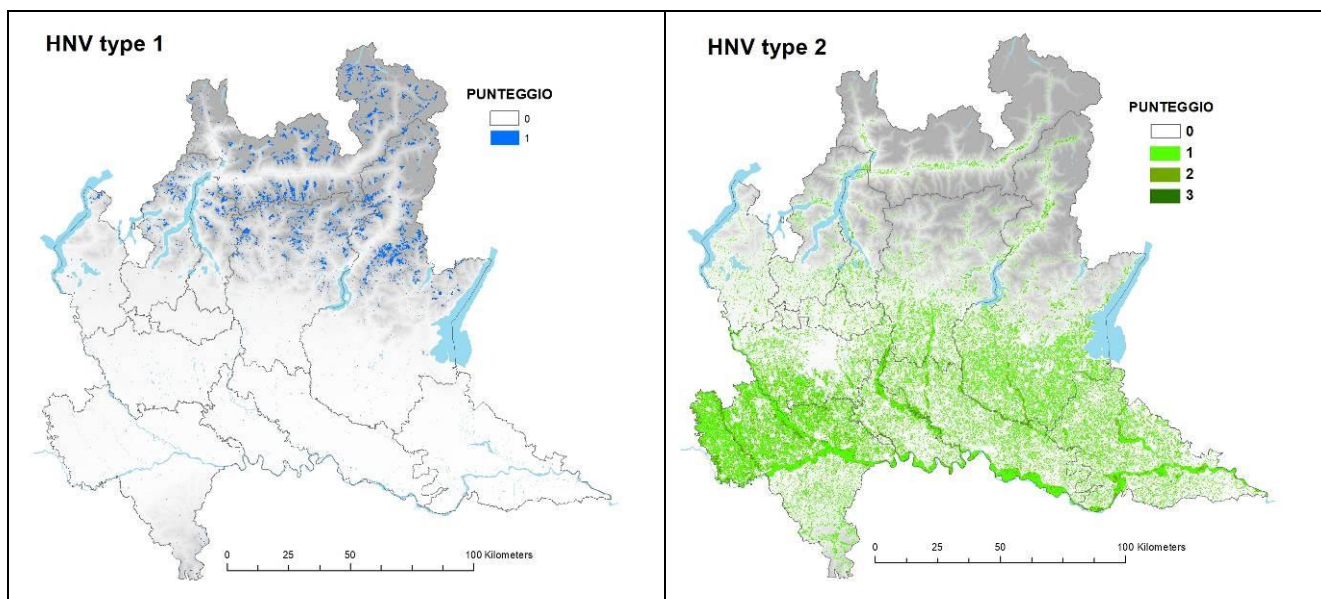 HNV type 1
PUNTEGGIO
0
1
0 25 50 100 Kilometers
HNV type 2
PUNTEGGIO
0
1
2
3
0 25 50 100 Kilometers